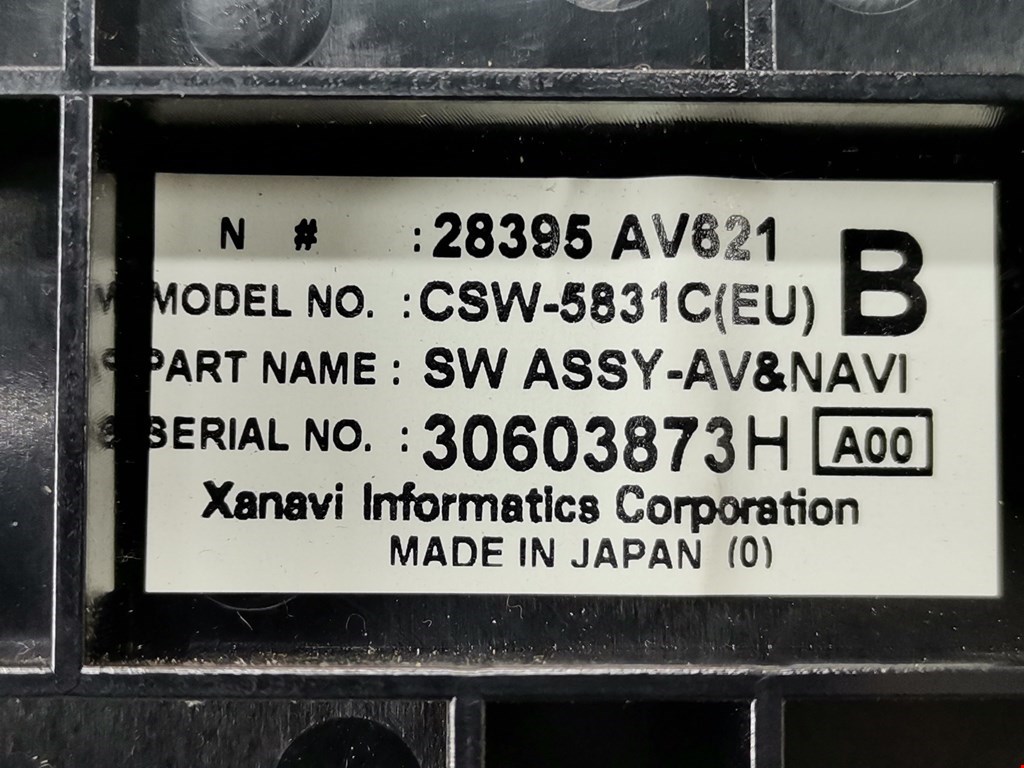 N # : 28395 AV621
B
MODEL NO. : CSW-5831C(EU)
PART NAME : SW ASSY-AV&NAVI
SERIAL NO. : 30603873H A00
Xanavi Informatics Corporation
MADE IN JAPAN (0)